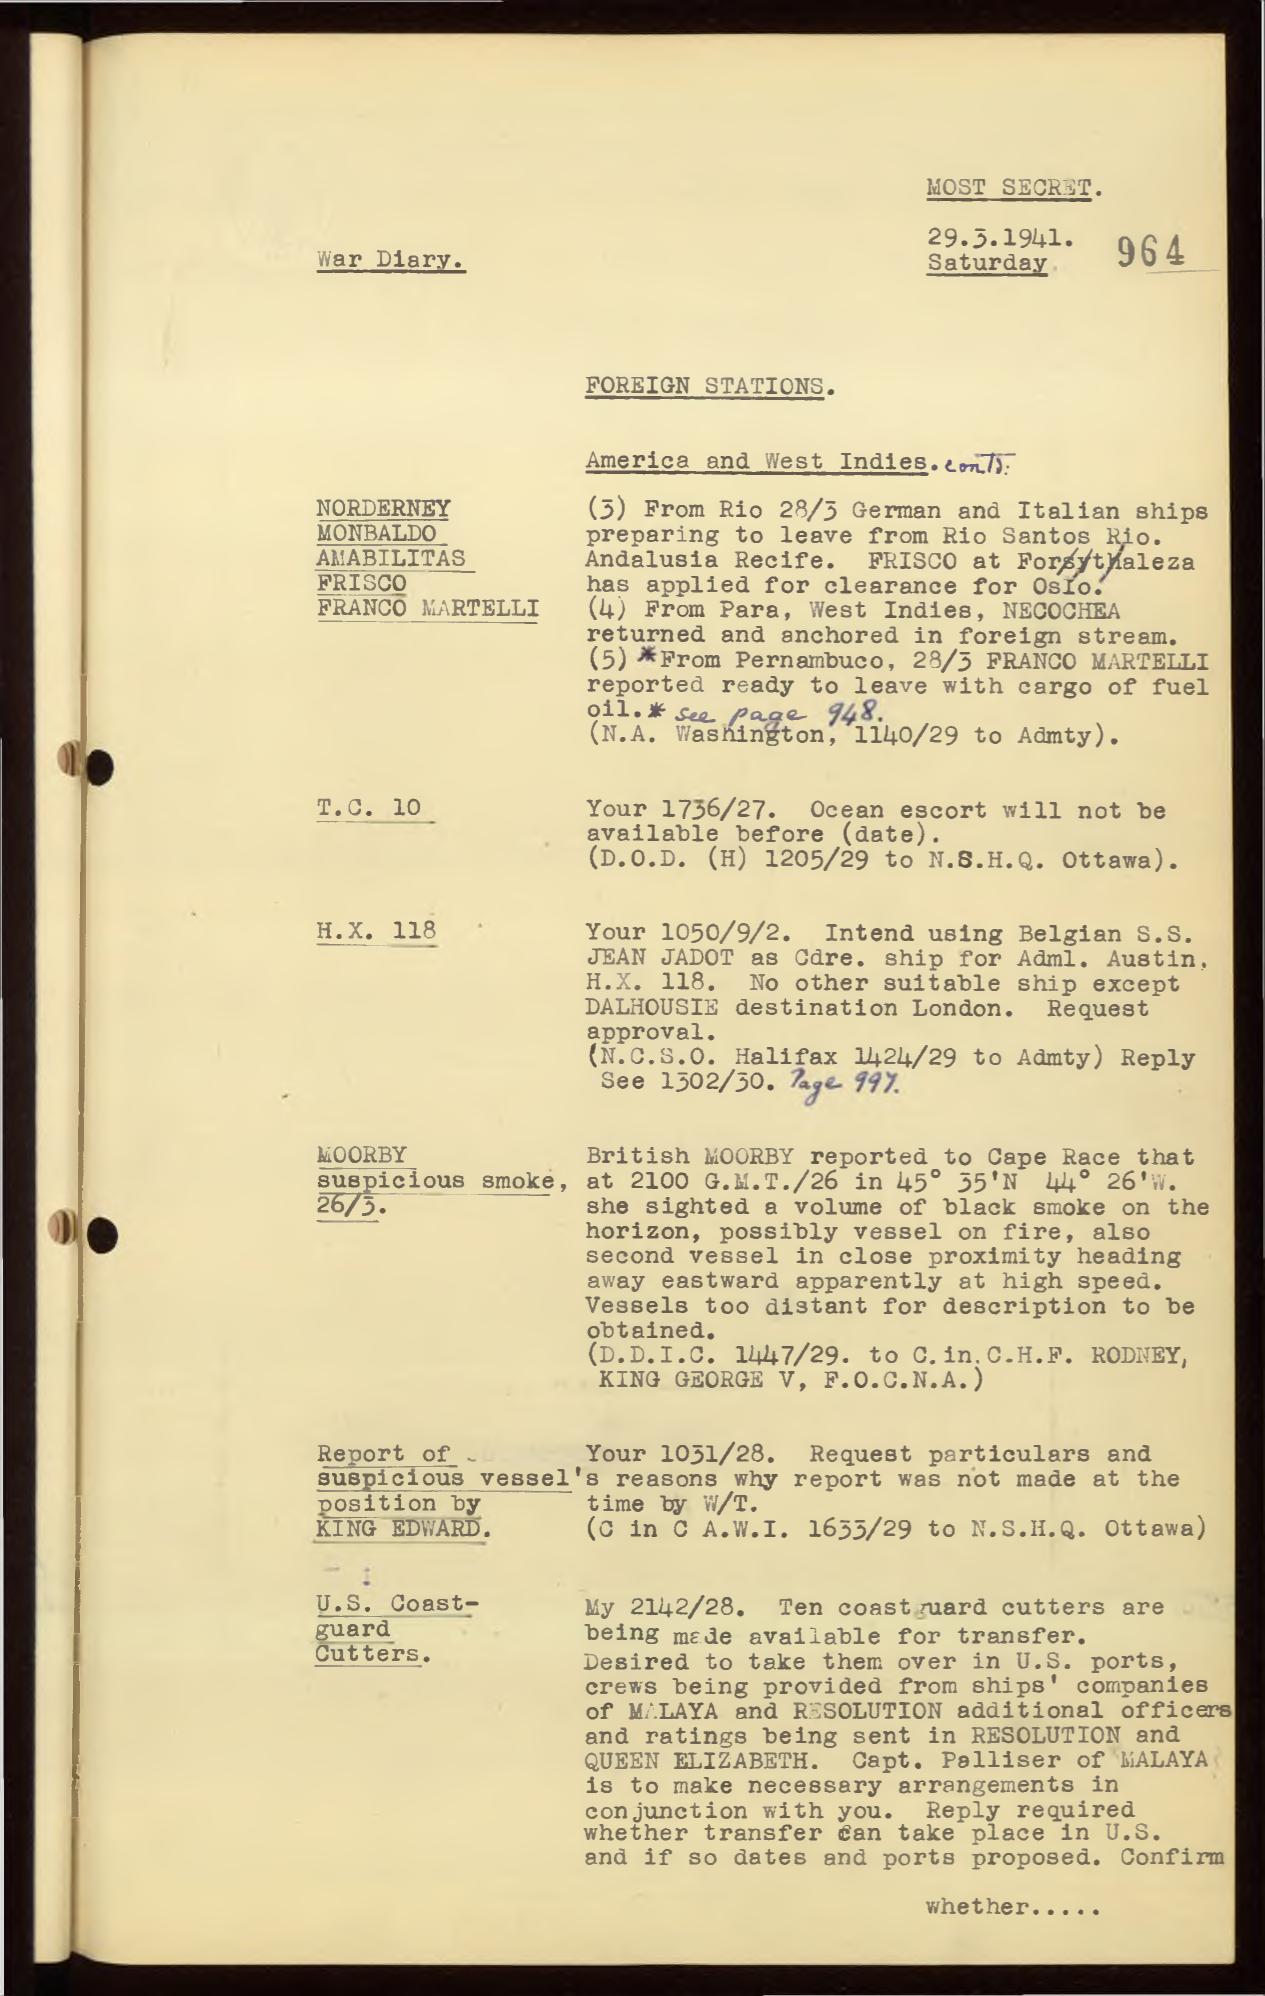 MOST SECRET.
29.3.1941.
Saturday
964
War Diary.
FOREIGN STATIONS.
America and West Indies. contd.
NORDERNEY
MONBALDO
AMABILITAS
FRISCO
FRANCO MARTELLI
(3) From Rio 28/3 German and Italian ships
preparing to leave from Rio Santos Rio.
Andalusia Recife. FRISCO at Forsythaleza
has applied for clearance for Oslo.
(4) From Para, West Indies, NECOCHEA
returned and anchored in foreign stream.
(5) *From Pernambuco, 28/3 FRANCO MARTELLI
reported ready to leave with cargo of fuel
oil.* see page 948.
(N.A. Washington, 1140/29 to Admty).
T.C. 10
Your 1736/27. Ocean escort will not be
available before (date).
(D.O.D. (H) 1205/29 to N.S.H.Q. Ottawa).
H.X. 118
Your 1050/9/2. Intend using Belgian S.S.
JEAN JADOT as Cdre. ship for Adml. Austin,
H.X. 118. No other suitable ship except
DALHOUSIE destination London. Request
approval.
(N.C.S.O. Halifax 1424/29 to Admty) Reply
See 1302/30. Page 997.
MOORBY
suspicious smoke,
26/3.
British MOORBY reported to Cape Race that
at 2100 G.M.T./26 in 45° 35'N 44° 26'W.
she sighted a volume of black smoke on the
horizon, possibly vessel on fire, also
second vessel in close proximity heading
away eastward apparently at high speed.
Vessels too distant for description to be
obtained.
(D.D.I.C. 1447/29. to C.in.C.H.F. RODNEY,
KING GEORGE V, F.O.C.N.A.)
Report of
suspicious vessel's
position by
KING EDWARD.
Your 1031/28. Request particulars and
reasons why report was not made at the
time by W/T.
(C in C A.W.I. 1633/29 to N.S.H.Q. Ottawa)
U.S. Coast-
guard
Cutters.
My 2142/28. Ten coastguard cutters are
being made available for transfer.
Desired to take them over in U.S. ports,
crews being provided from ships' companies
of MALAYA and RESOLUTION additional officers
and ratings being sent in RESOLUTION and
QUEEN ELIZABETH. Capt. Palliser of MALAYA
is to make necessary arrangements in
conjunction with you. Reply required
whether transfer can take place in U.S.
and if so dates and ports proposed. Confirm
whether.....